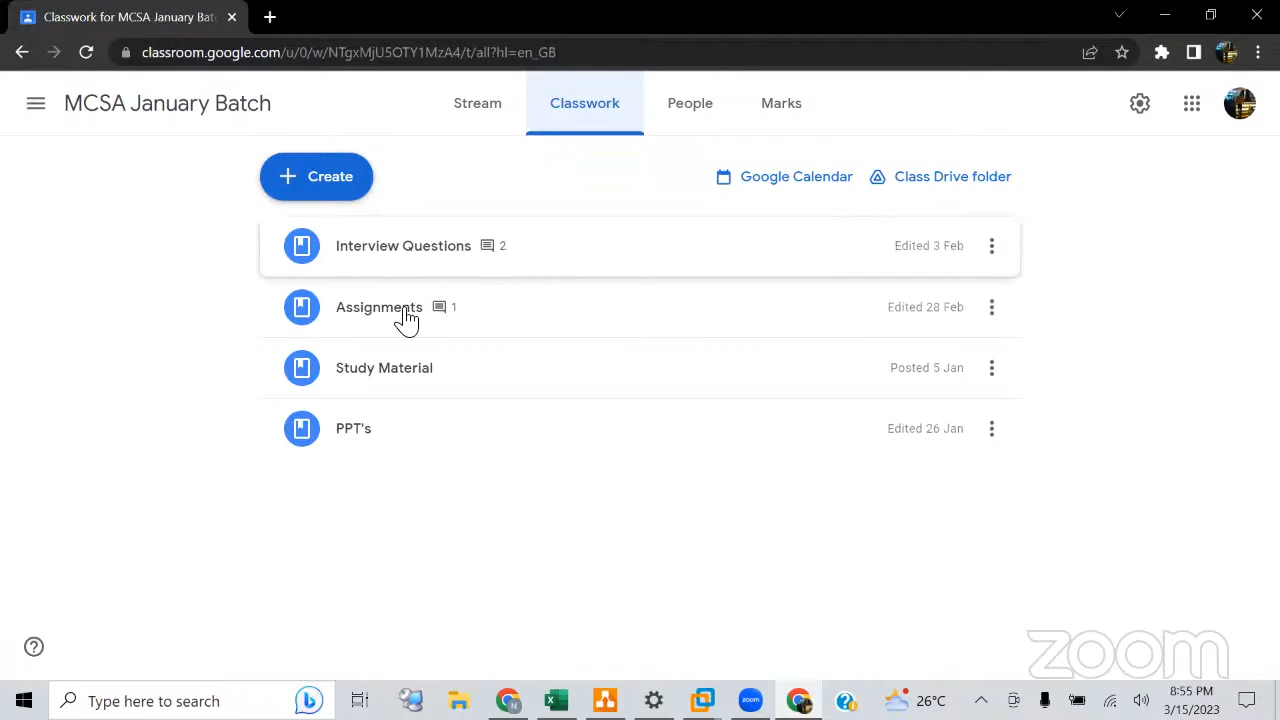 Classwork for MCSA January Batc
classroom.google.com/u/0/w/NTgxMjU5OTY1MzA4/t/all?hl=en_GB
MCSA January Batch
Stream
Classwork
People
Marks
Create
Google Calendar
Class Drive folder
Interview Questions 2
Edited 3 Feb
Assignments 1
Edited 28 Feb
Study Material
Posted 5 Jan
PPT's
Edited 26 Jan
zoom
Type here to search
zoom
26°C
8:55 PM
3/15/2023